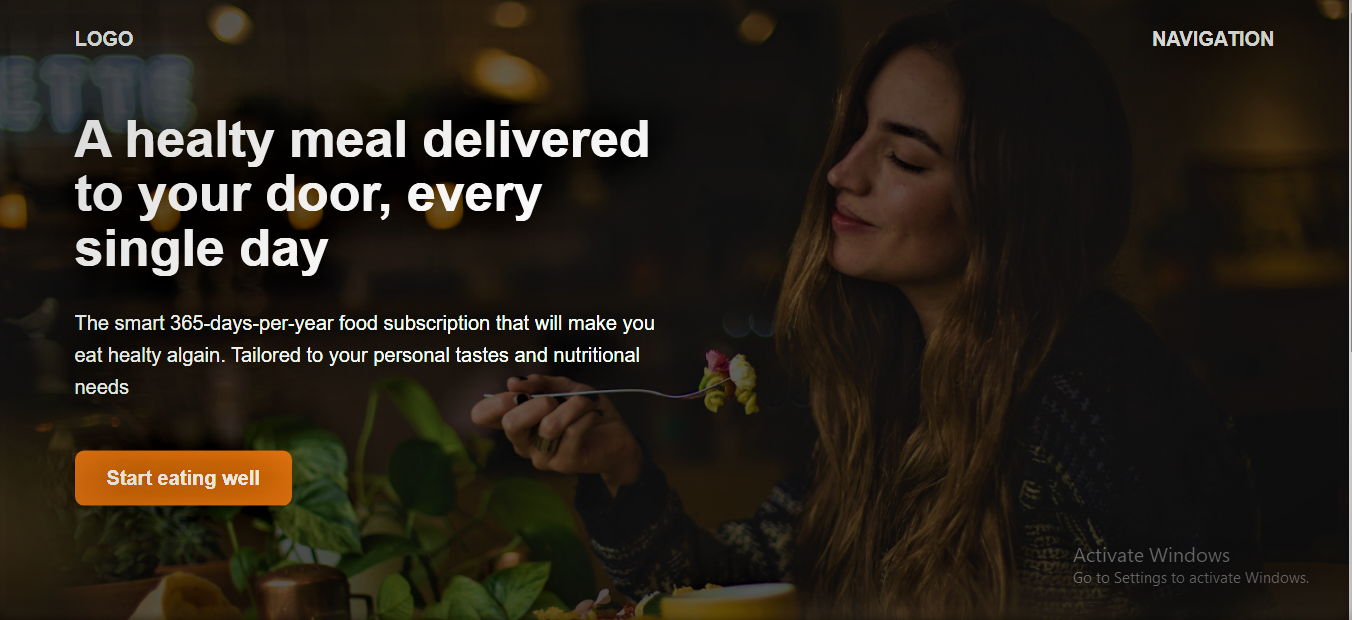 LOGO
NAVIGATION
ETTE
A healty meal delivered
to your door, every
single day
The smart 365-days-per-year food subscription that will make you
eat healty algain. Tailored to your personal tastes and nutritional
needs
Start eating well
Activate Windows
Go to Settings to activate Windows.